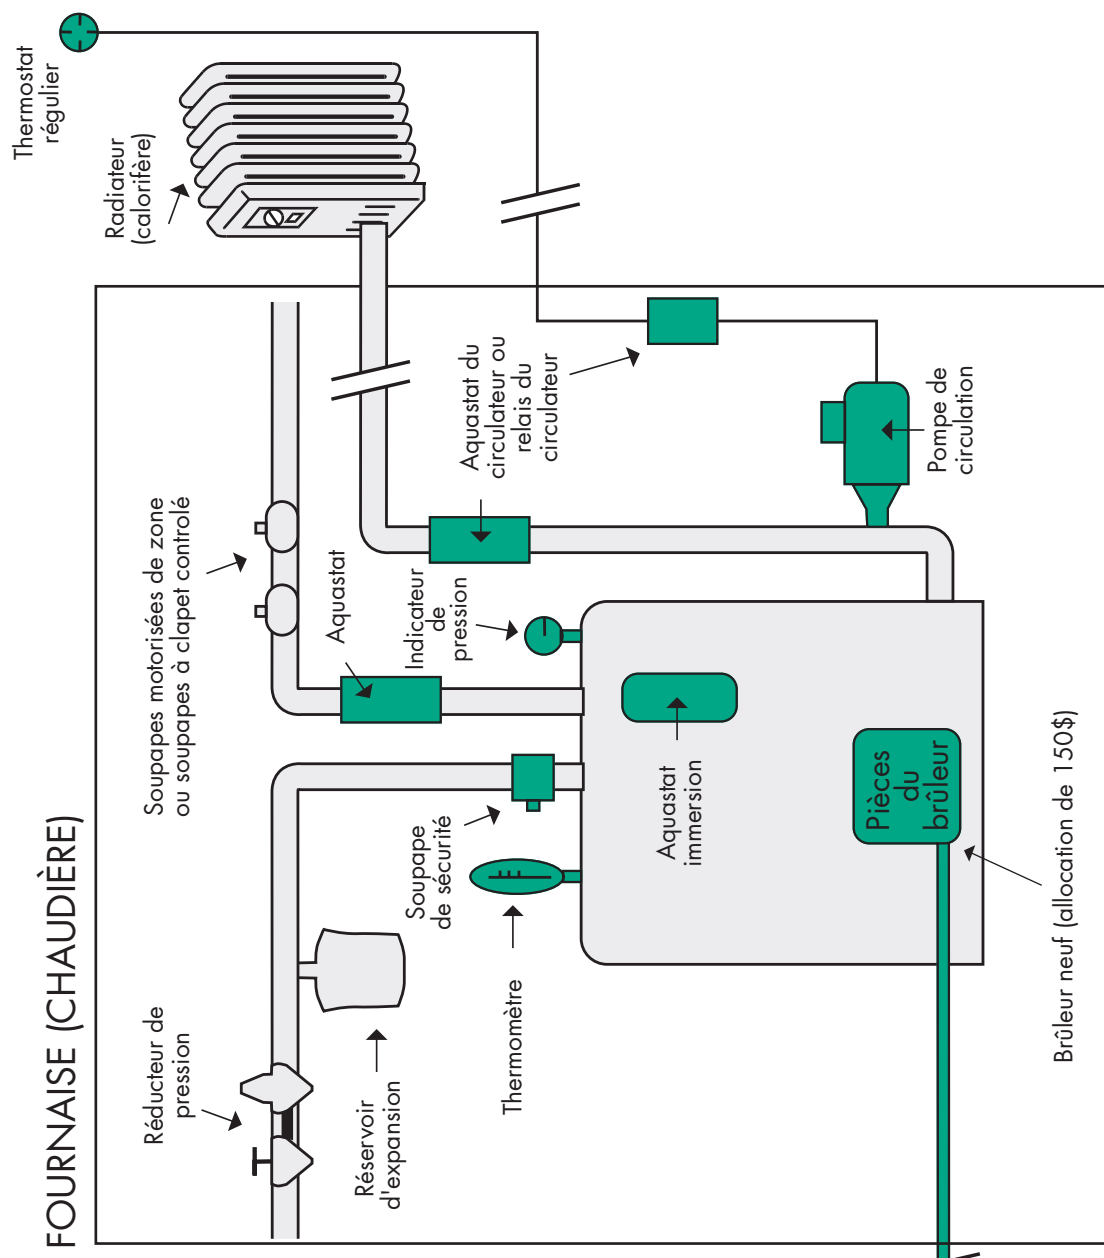 FOURNAISE (CHAUDIÈRE)
Thermostat
régulier
Radiateur
(calorifère)
Soupapes motorisées de zone
ou soupapes à clapet controlé
Aquastat du
circulateur ou
relais du
circulateur
Pompe de
circulation
Aquastat
Indicateur
de
pression
Réducteur de
pression
Réservoir
d'expansion
Soupape
de sécurité
Thermomètre
Aquastat
immersion
Pièces
du
brûleur
Brûleur neuf (allocation de 150$)